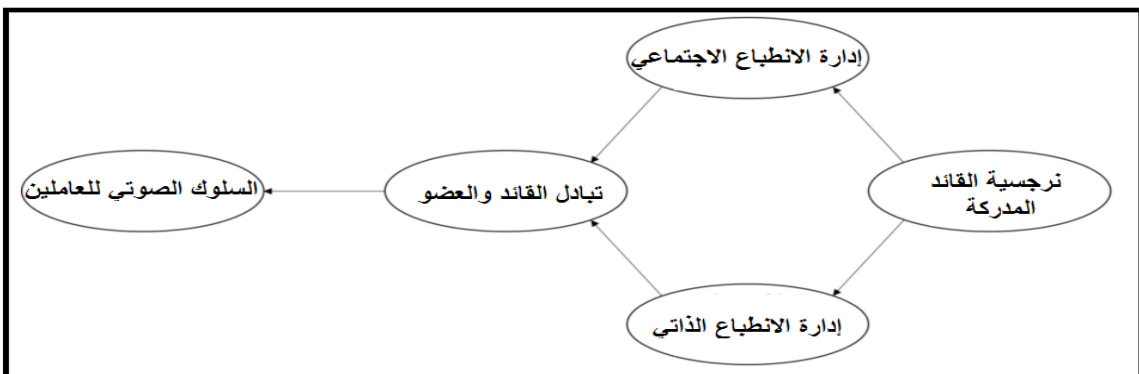 إدارة الانطباع الاجتماعي
نرجسية القائد
المدركة
تبادل القائد والعضو
السلوك الصوتي للعاملين
إدارة الانطباع الذاتي